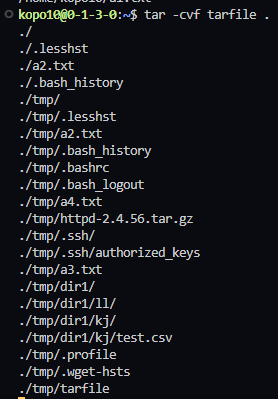 kopo10@0-1-3-0:~$ tar -cvf tarfile .
./
./.lesshst
./a2.txt
./.bash_history
./tmp/
./tmp/.lesshst
./tmp/a2.txt
./tmp/.bash_history
./tmp/.bashrc
./tmp/.bash_logout
./tmp/a4.txt
./tmp/httpd-2.4.56.tar.gz
./tmp/.ssh/
./tmp/.ssh/authorized_keys
./tmp/a3.txt
./tmp/dir1/
./tmp/dir1/ll/
./tmp/dir1/kj/
./tmp/dir1/kj/test.csv
./tmp/.profile
./tmp/.wget-hsts
./tmp/tarfile